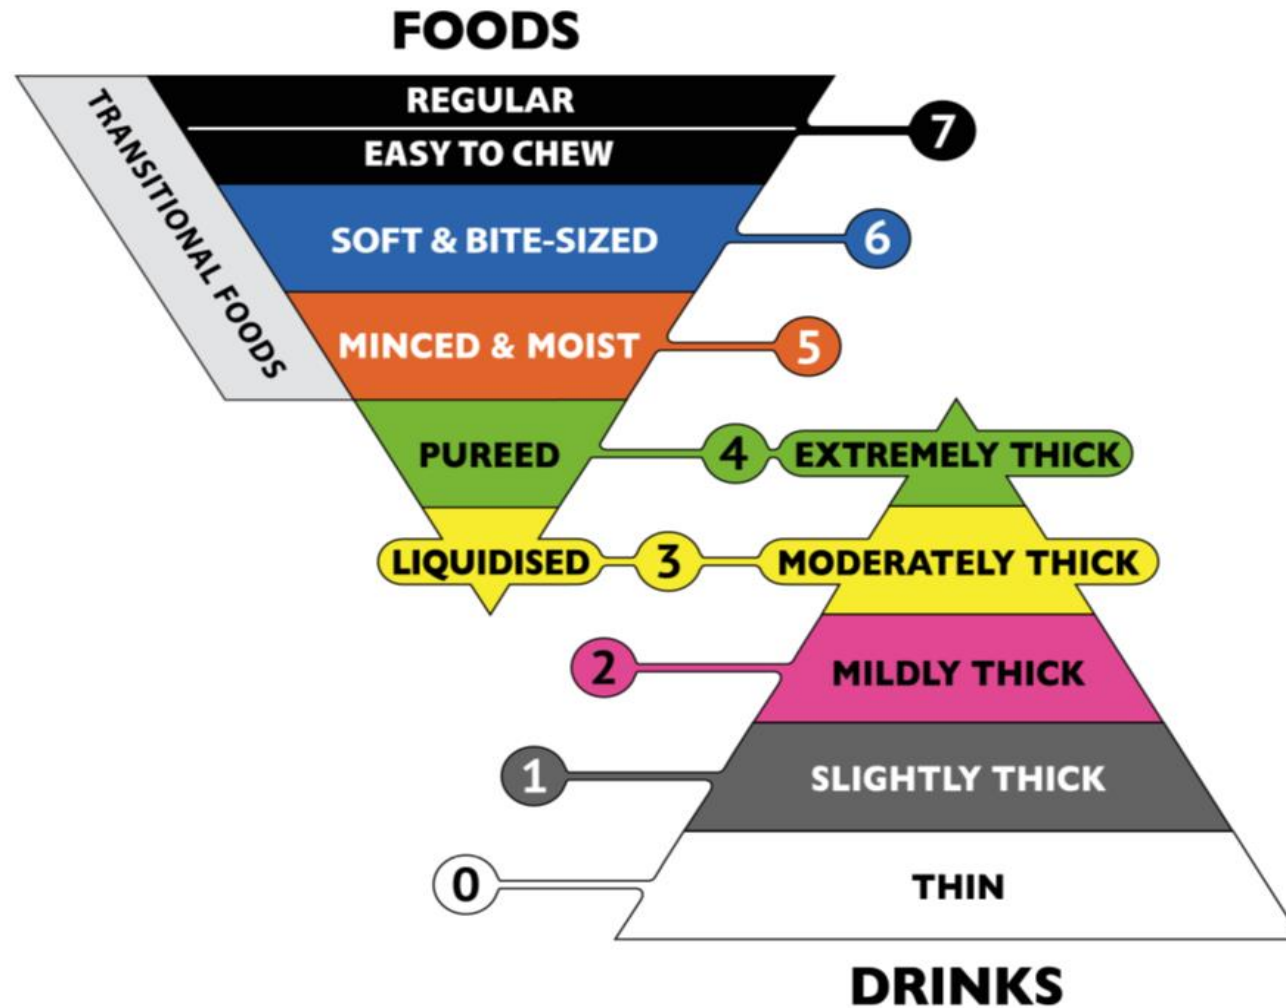 FOODS
TRANSITIONAL FOODS
REGULAR
7
EASY TO CHEW
SOFT & BITE-SIZED
6
MINCED & MOIST
5
PUREED
4
EXTREMELY THICK
LIQUIDISED
3
MODERATELY THICK
2
MILDLY THICK
1
SLIGHTLY THICK
0
THIN
DRINKS